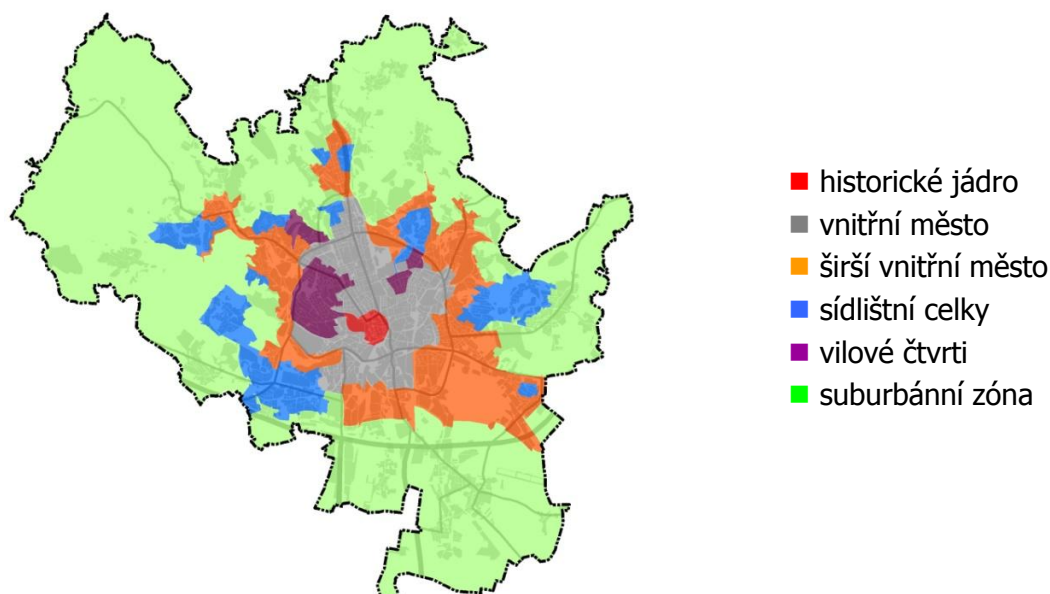 historické jádro
vnitřní město
širší vnitřní město
sídlištní celky
vilové čtvrti
suburbánní zóna